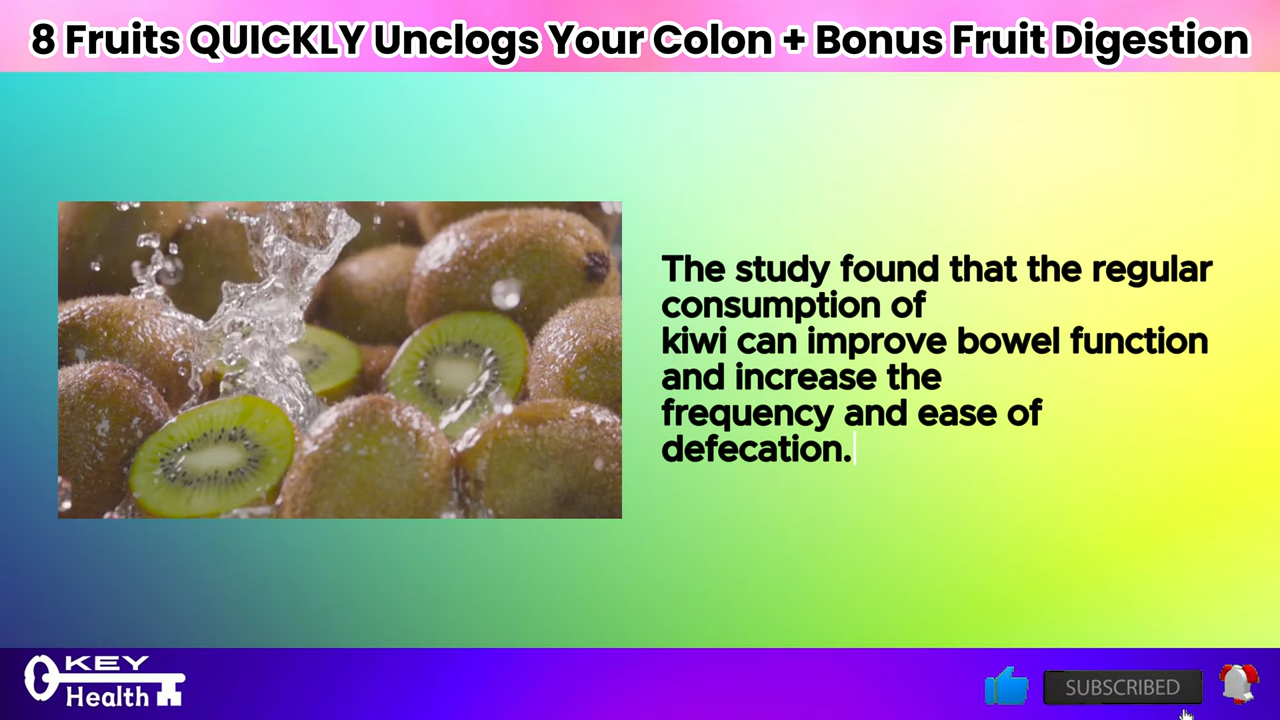 8 Fruits QUICKLY Unclogs Your Colon + Bonus Fruit Digestion
The study found that the regular
consumption of
kiwi can improve bowel function
and increase the
frequency and ease of
defecation.
KEY
Health
SUBSCRIBED